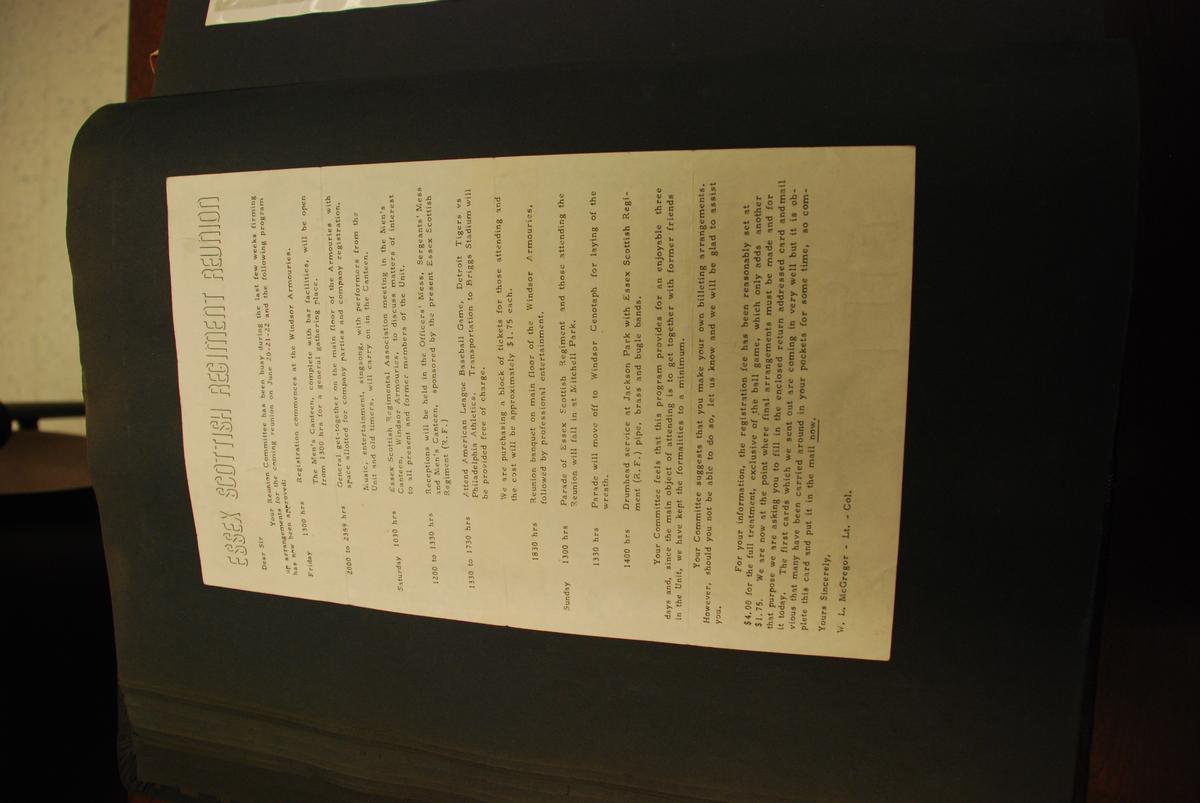 ESSEX SCOTTISH REGIMENT REUNION
Dear Sir
Your Reunion Committee has been busy during the last few weeks firming
up arrangements for the coming reunion on June 20-21-22 and the following program
has now been approved:
Friday 1300 hrs Registration commences at the Windsor Armouries.
The Men's Canteen, complete with bar facilities, will be open
from 1300 hrs for a general gathering place.
2000 to 2359 hrs General get-together on the main floor of the Armouries with
space allotted for company parties and company registration.
Music, entertainment, singsong, with performers from the
Unit and old timers, will carry on in the Canteen.
Saturday 1030 hrs Essex Scottish Regimental Association meeting in the Men's
Canteen, Windsor Armouries, to discuss matters of interest
to all present and former members of the Unit.
1200 to 1330 hrs Receptions will be held in the Officers' Mess, Sergeants' Mess
and Men's Canteen, sponsored by the present Essex Scottish
Regiment (R.F.)
1330 to 1730 hrs Attend American League Baseball Game, Detroit Tigers vs
Philadelphia Athletics. Transportation to Briggs Stadium will
be provided free of charge.
We are purchasing a block of tickets for those attending and
the cost will be approximately $1.75 each.
1830 hrs Reunion banquet on main floor of the Windsor Armouries,
followed by professional entertainment.
Sunday 1300 hrs Parade of Essex Scottish Regiment and those attending the
Reunion will fall in at Mitchell Park.
1330 hrs Parade will move off to Windsor Cenotaph for laying of the
wreath.
1400 hrs Drumhead service at Jackson Park with Essex Scottish Regi-
ment (R.F.) pipe, brass and bugle bands.
Your Committee feels that this program provides for an enjoyable three
days and, since the main object of attending is to get together with former friends
in the Unit, we have kept the formalities to a minimum.
Your Committee suggests that you make your own billeting arrangements.
However, should you not be able to do so, let us know and we will be glad to assist
you.
For your information, the registration fee has been reasonably set at
$4.00 for the full treatment, exclusive of the ball game, which only adds another
$1.75. We are now at the point where final arrangements must be made and for
that purpose we are asking you to fill in the enclosed return addressed card and mail
it today. The first cards which we sent out are coming in very well but it is ob-
vious that many have been carried around in your pockets for some time, so com-
plete this card and put it in the mail now.
Yours Sincerely,
W. L. McGregor - Lt. - Col.